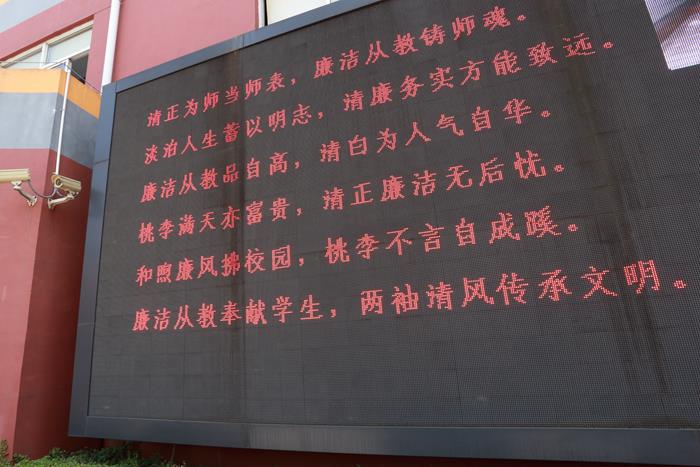 清正为师当师表，廉洁从教铸师魂。
淡泊人生蓄以明志，清廉务实方能致远。
廉洁从教品自高，清白为人气自华。
桃李满天亦富贵，清正廉洁无后忧。
和煦廉风拂校园，桃李不言自成蹊。
廉洁从教奉献学生，两袖清风传承文明。